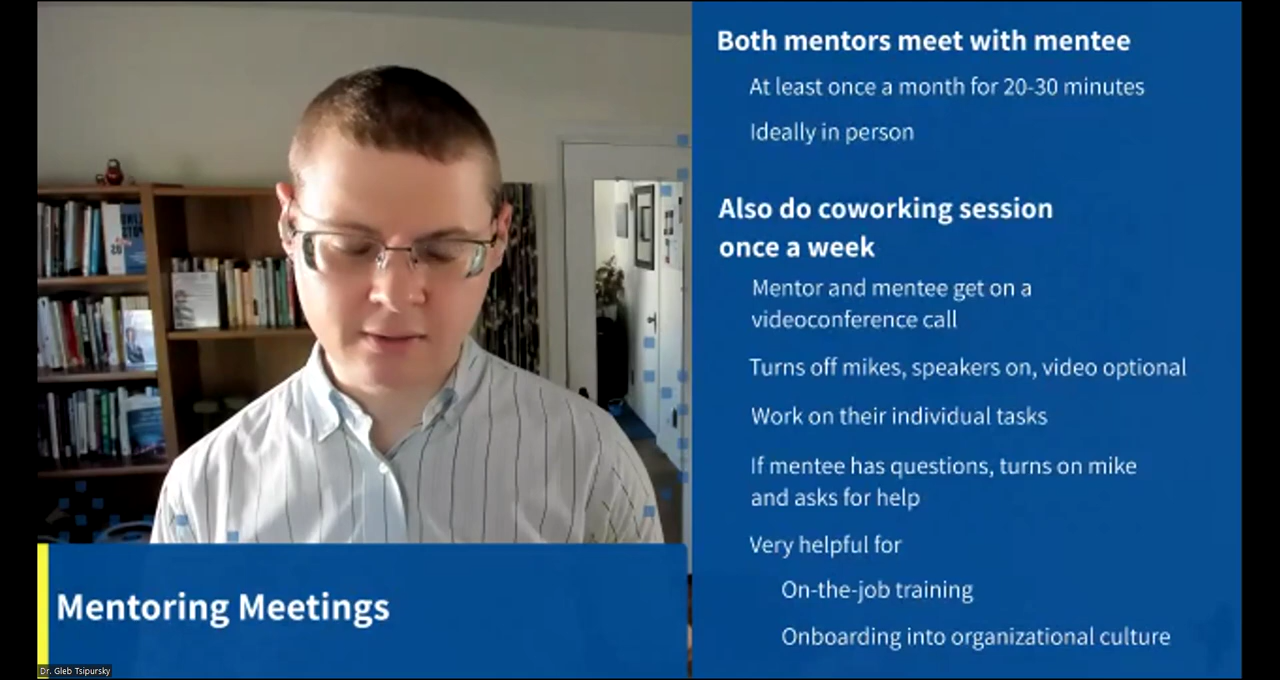 Both mentors meet with mentee
At least once a month for 20-30 minutes
Ideally in person
Also do coworking session
once a week
Mentor and mentee get on a
videoconference call
Turns off mikes, speakers on, video optional
Work on their individual tasks
If mentee has questions, turns on mike
and asks for help
Very helpful for
On-the-job training
Onboarding into organizational culture
Mentoring Meetings
Dr. Gleb Tsipursky